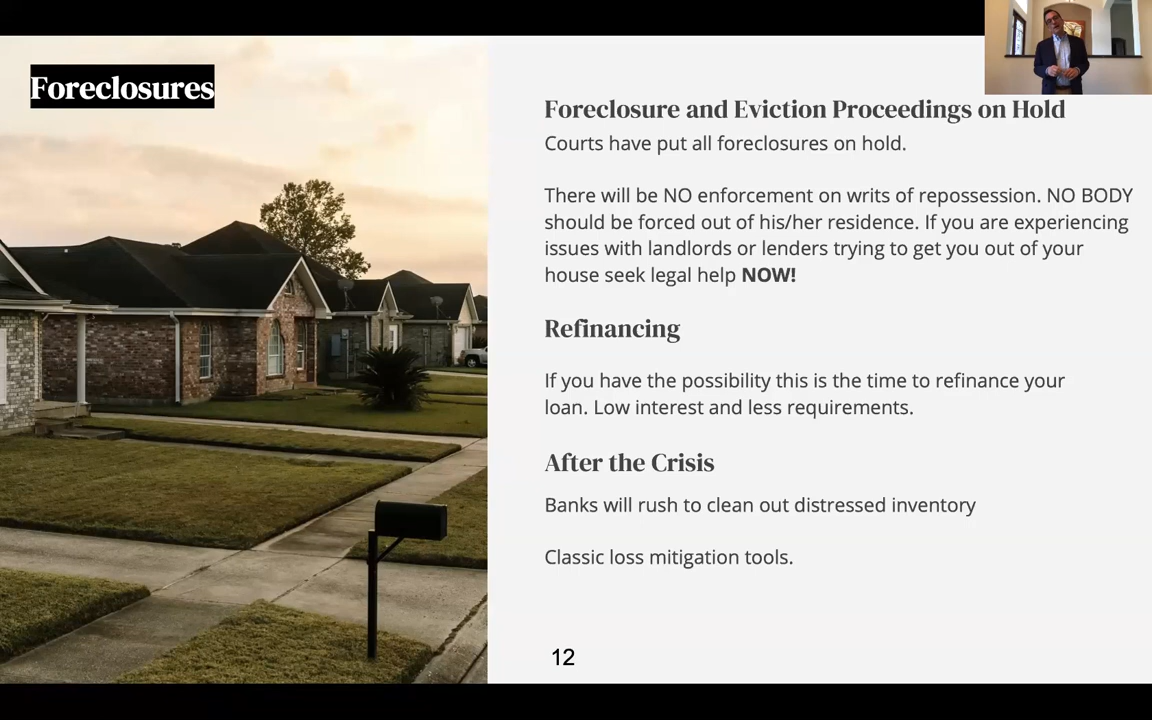 Foreclosures
Foreclosure and Eviction Proceedings on Hold
Courts have put all foreclosures on hold.
There will be NO enforcement on writs of repossession. NO BODY
should be forced out of his/her residence. If you are experiencing
issues with landlords or lenders trying to get you out of your
house seek legal help NOW!
Refinancing
If you have the possibility this is the time to refinance your
loan. Low interest and less requirements.
After the Crisis
Banks will rush to clean out distressed inventory
Classic loss mitigation tools.
12